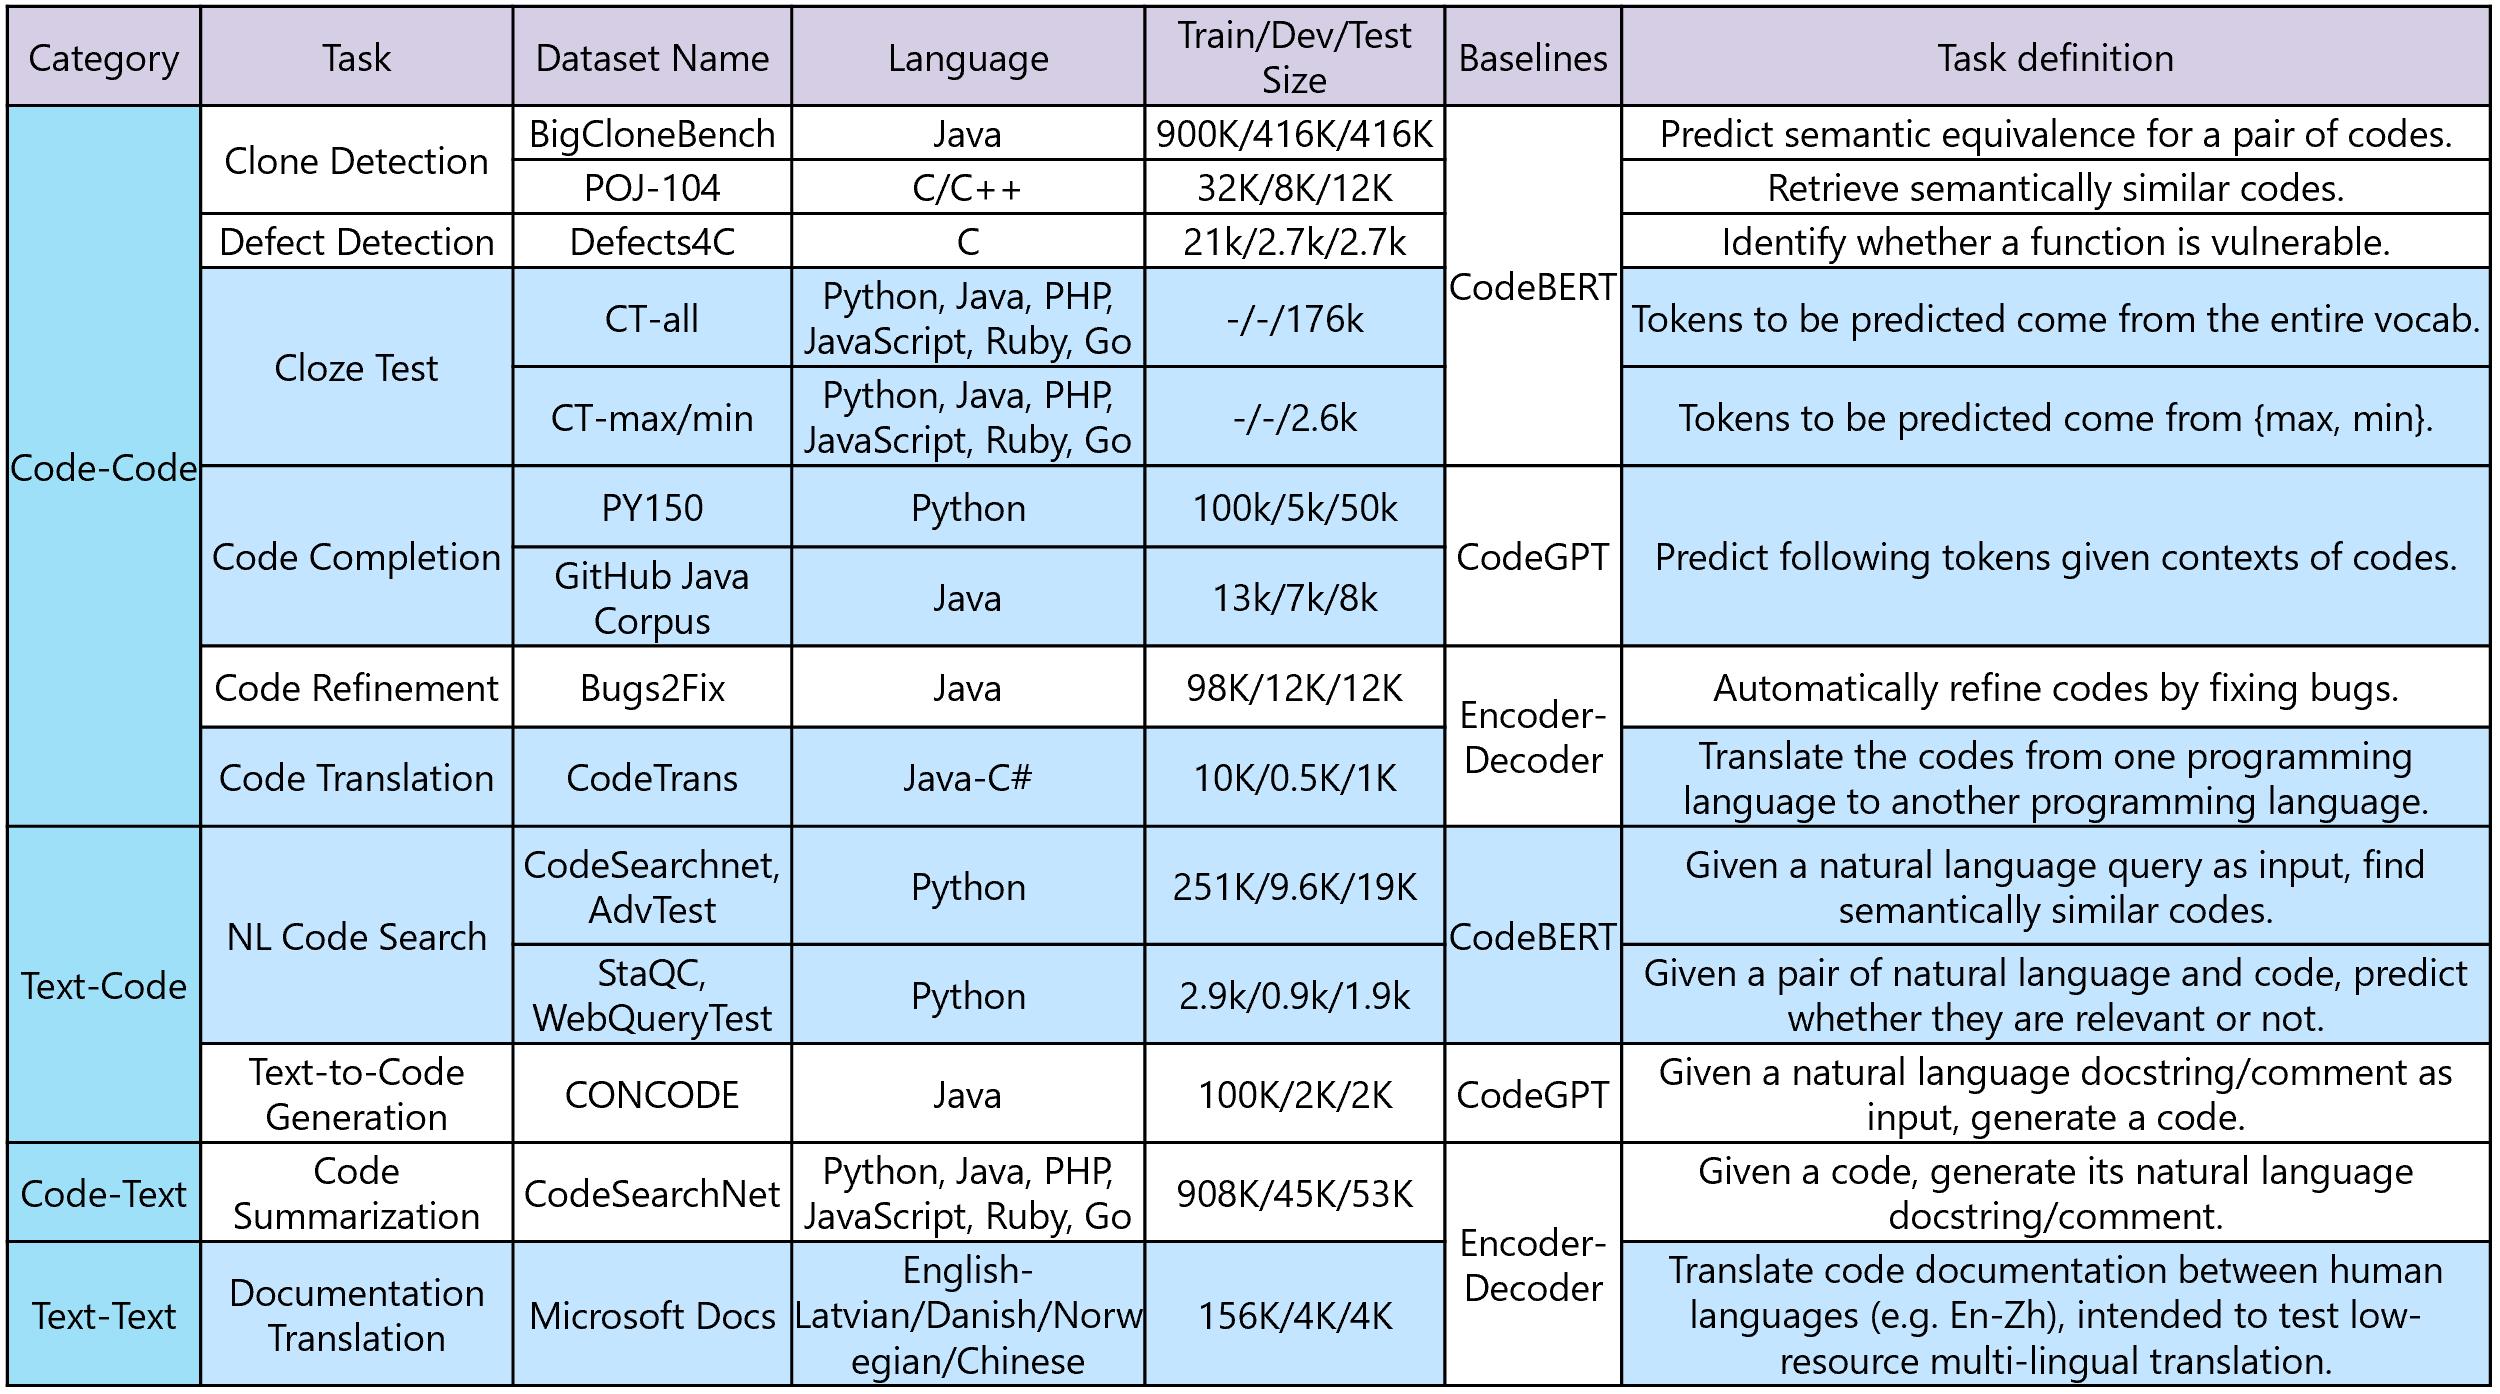 Category
Task
Dataset Name
Language
Train/Dev/Test
Size
Baselines
Task definition
Code-Code
Clone Detection
BigCloneBench
Java
900K/416K/416K
CodeBERT
Predict semantic equivalence for a pair of codes.
POJ-104
C/C++
32K/8K/12K
Retrieve semantically similar codes.
Defect Detection
Defects4C
C
21k/2.7k/2.7k
Identify whether a function is vulnerable.
Cloze Test
CT-all
Python, Java, PHP,
JavaScript, Ruby, Go
-/-/176k
Tokens to be predicted come from the entire vocab.
CT-max/min
Python, Java, PHP,
JavaScript, Ruby, Go
-/-/2.6k
Tokens to be predicted come from {max, min}.
Code Completion
PY150
Python
100k/5k/50k
CodeGPT
Predict following tokens given contexts of codes.
GitHub Java
Corpus
Java
13k/7k/8k
Code Refinement
Bugs2Fix
Java
98K/12K/12K
Encoder-
Decoder
Automatically refine codes by fixing bugs.
Code Translation
CodeTrans
Java-C#
10K/0.5K/1K
Translate the codes from one programming
language to another programming language.
Text-Code
NL Code Search
CodeSearchnet,
AdvTest
Python
251K/9.6K/19K
CodeBERT
Given a natural language query as input, find
semantically similar codes.
StaQC,
WebQueryTest
Python
2.9k/0.9k/1.9k
Given a pair of natural language and code, predict
whether they are relevant or not.
Text-to-Code
Generation
CONCODE
Java
100K/2K/2K
CodeGPT
Given a natural language docstring/comment as
input, generate a code.
Code-Text
Code
Summarization
CodeSearchNet
Python, Java, PHP,
JavaScript, Ruby, Go
908K/45K/53K
Encoder-
Decoder
Given a code, generate its natural language
docstring/comment.
Text-Text
Documentation
Translation
Microsoft Docs
English-
Latvian/Danish/Norw
egian/Chinese
156K/4K/4K
Translate code documentation between human
languages (e.g. En-Zh), intended to test low-
resource multi-lingual translation.